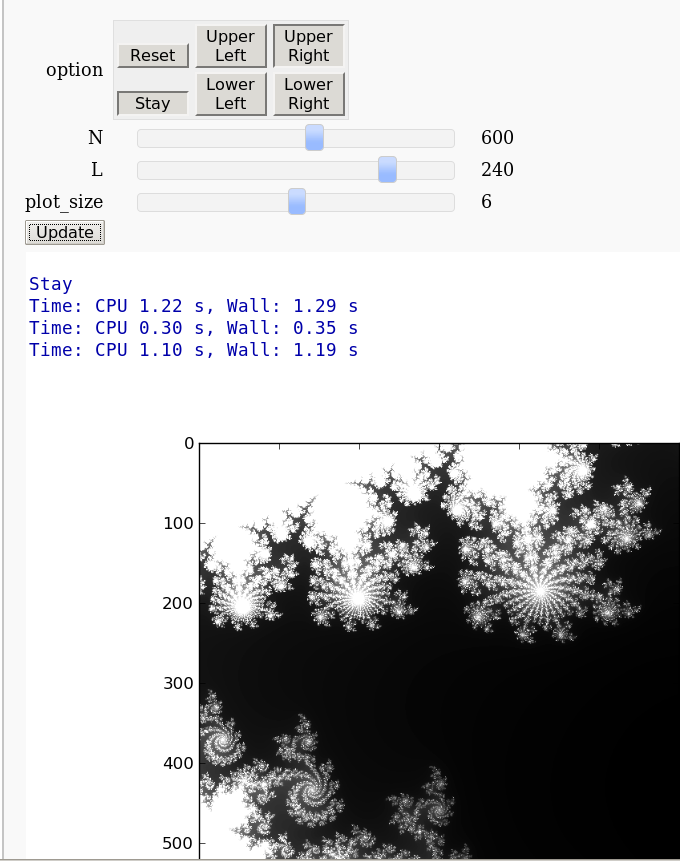 option
Reset
Upper
Left
Upper
Right
Stay
Lower
Left
Lower
Right
N 600
L 240
plot_size 6
Update
Stay
Time: CPU 1.22 s, Wall: 1.29 s
Time: CPU 0.30 s, Wall: 0.35 s
Time: CPU 1.10 s, Wall: 1.19 s
0
100
200
300
400
500